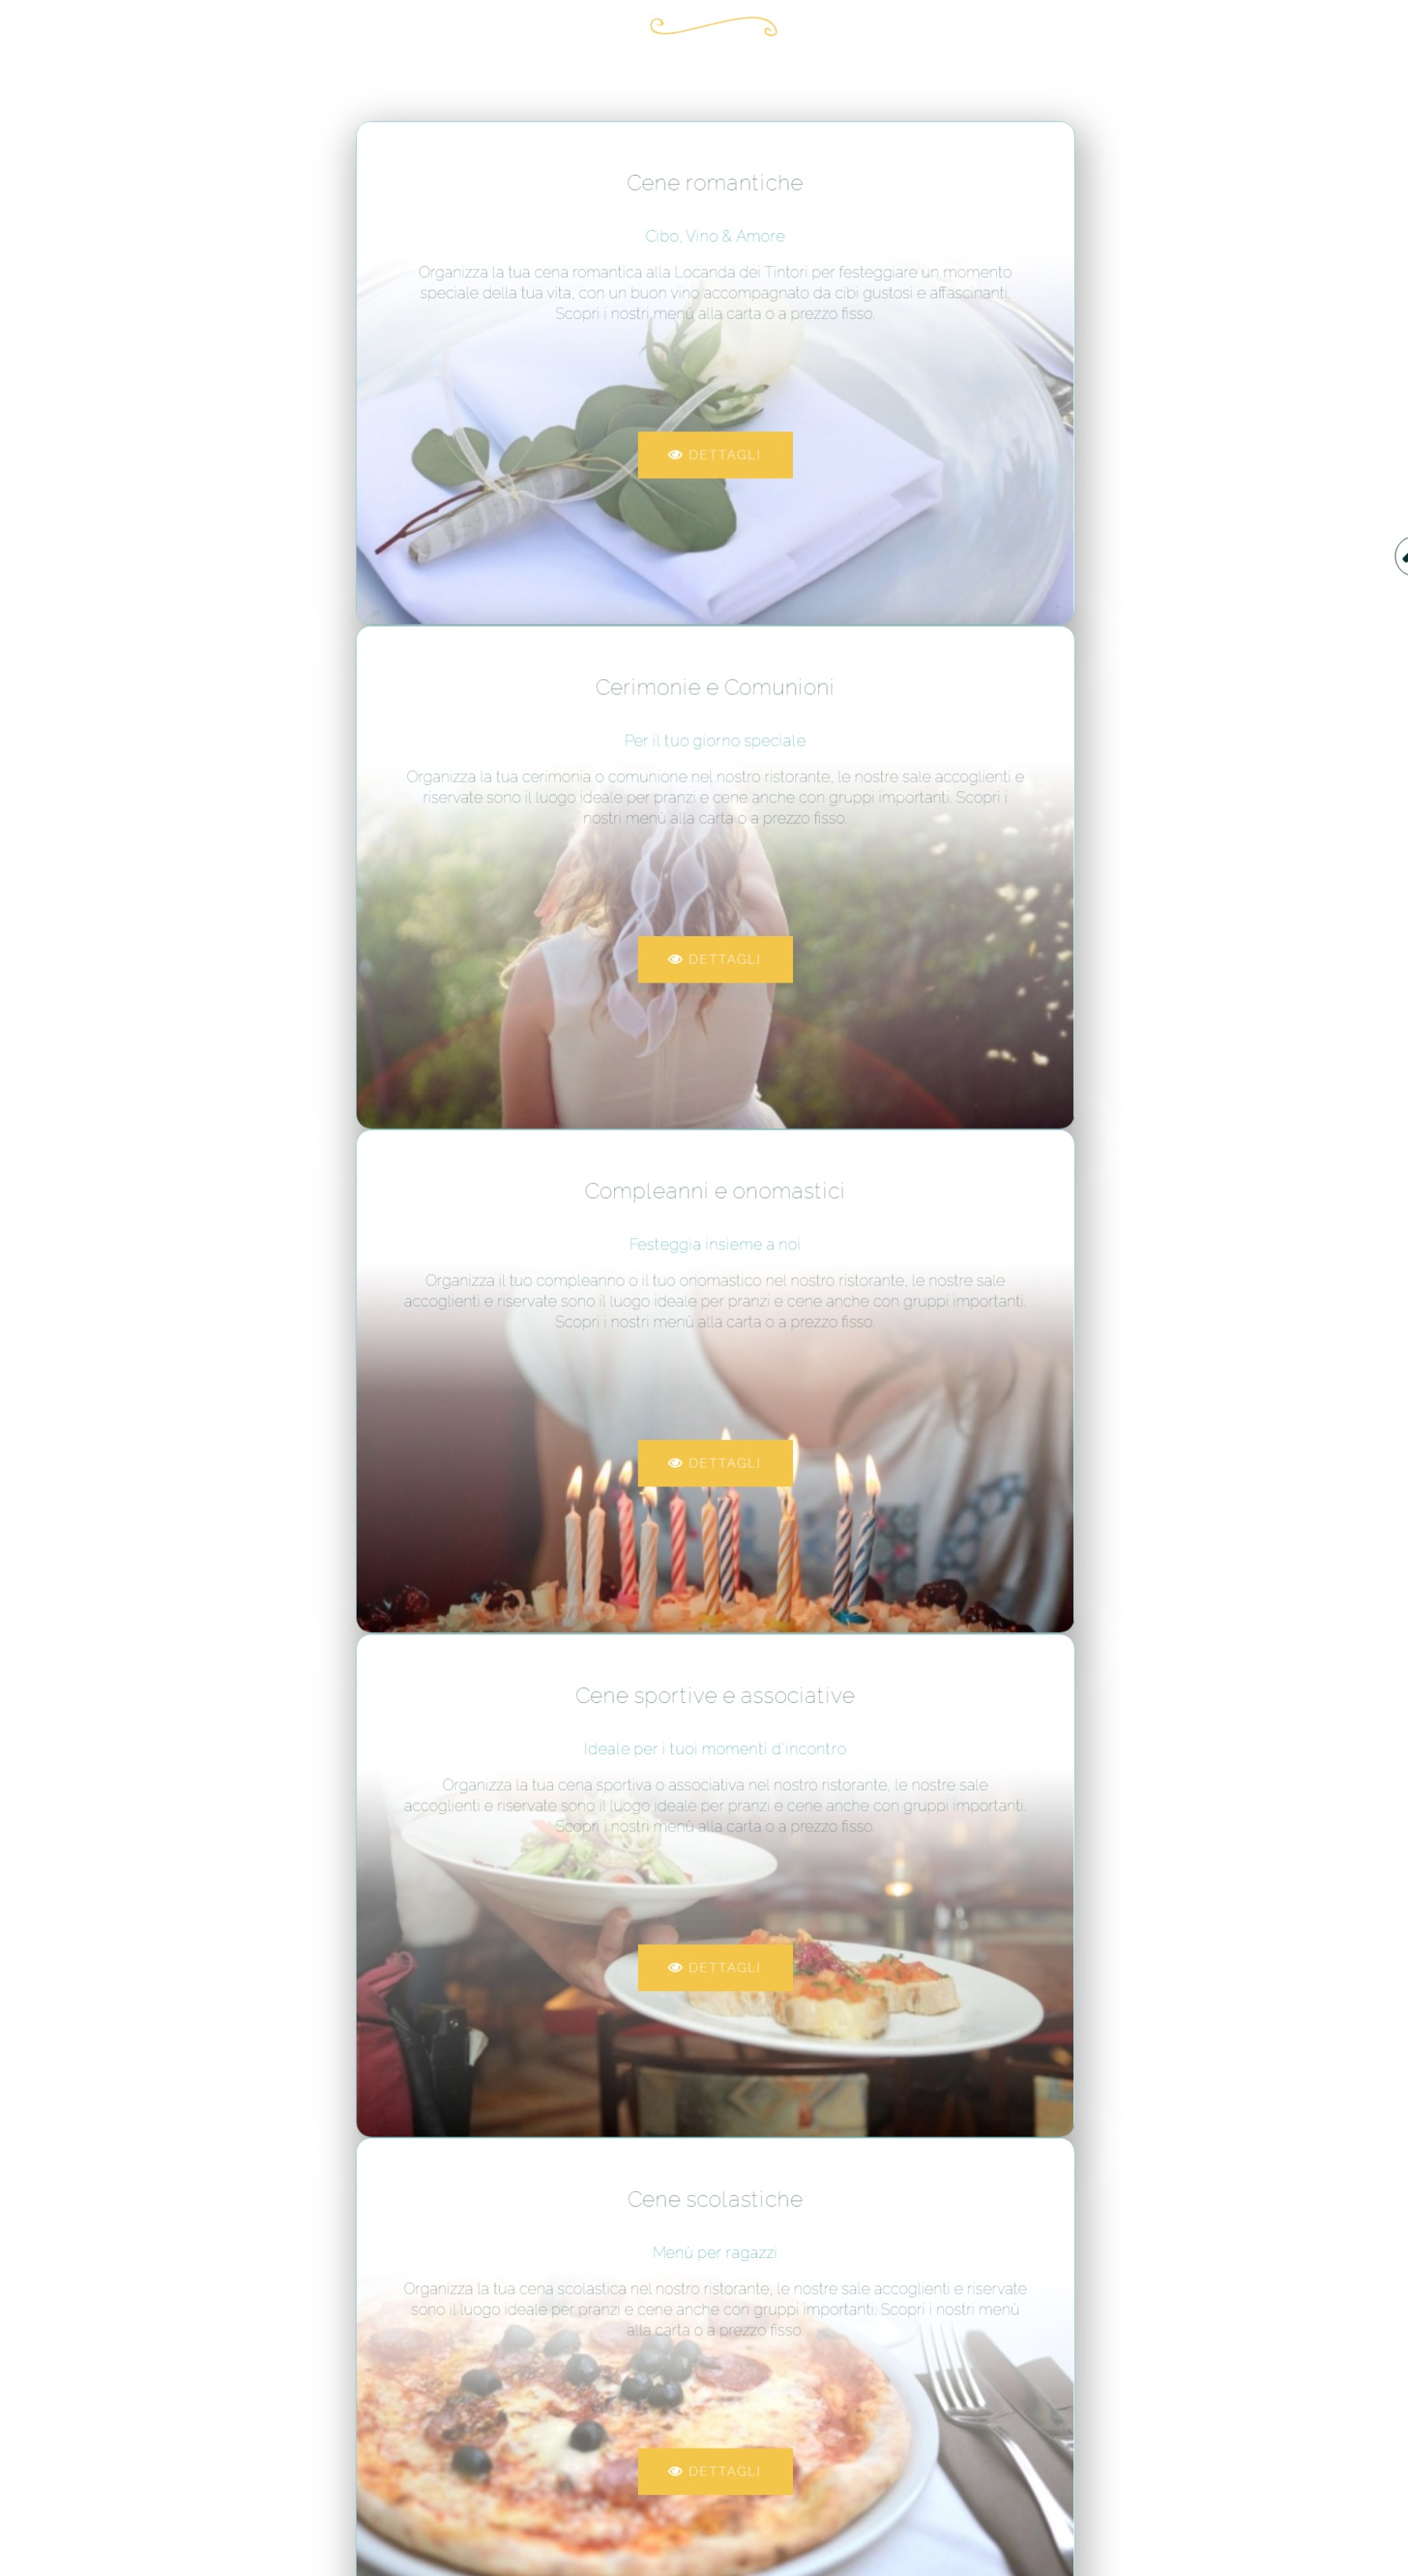 Cene romantiche
Cibo, Vino & Amore
Organizza la tua cena romantica alla Locanda dei Tintori per festeggiare un momento
speciale della tua vita, con un buon vino accompagnato da cibi gustosi e affascinanti.
Scopri i nostri menù alla carta o a prezzo fisso.
DETTAGLI
Cerimonie e Comunioni
Per il tuo giorno speciale
Organizza la tua cerimonia o comunione nel nostro ristorante, le nostre sale accoglienti e
riservate sono il luogo ideale per pranzi e cene anche con gruppi importanti. Scopri i
nostri menù alla carta o a prezzo fisso.
DETTAGLI
Compleanni e onomastici
Festeggia insieme a noi
Organizza il tuo compleanno o il tuo onomastico nel nostro ristorante, le nostre sale
accoglienti e riservate sono il luogo ideale per pranzi e cene anche con gruppi importanti.
Scopri i nostri menù alla carta o a prezzo fisso.
DETTAGLI
Cene sportive e associative
Ideale per i tuoi momenti d'incontro
Organizza la tua cena sportiva o associativa nel nostro ristorante, le nostre sale
accoglienti e riservate sono il luogo ideale per pranzi e cene anche con gruppi importanti.
Scopri i nostri menù alla carta o a prezzo fisso.
DETTAGLI
Cene scolastiche
Menù per ragazzi
Organizza la tua cena scolastica nel nostro ristorante, le nostre sale accoglienti e riservate
sono il luogo ideale per pranzi e cene anche con gruppi importanti. Scopri i nostri menù
alla carta o a prezzo fisso.
DETTAGLI